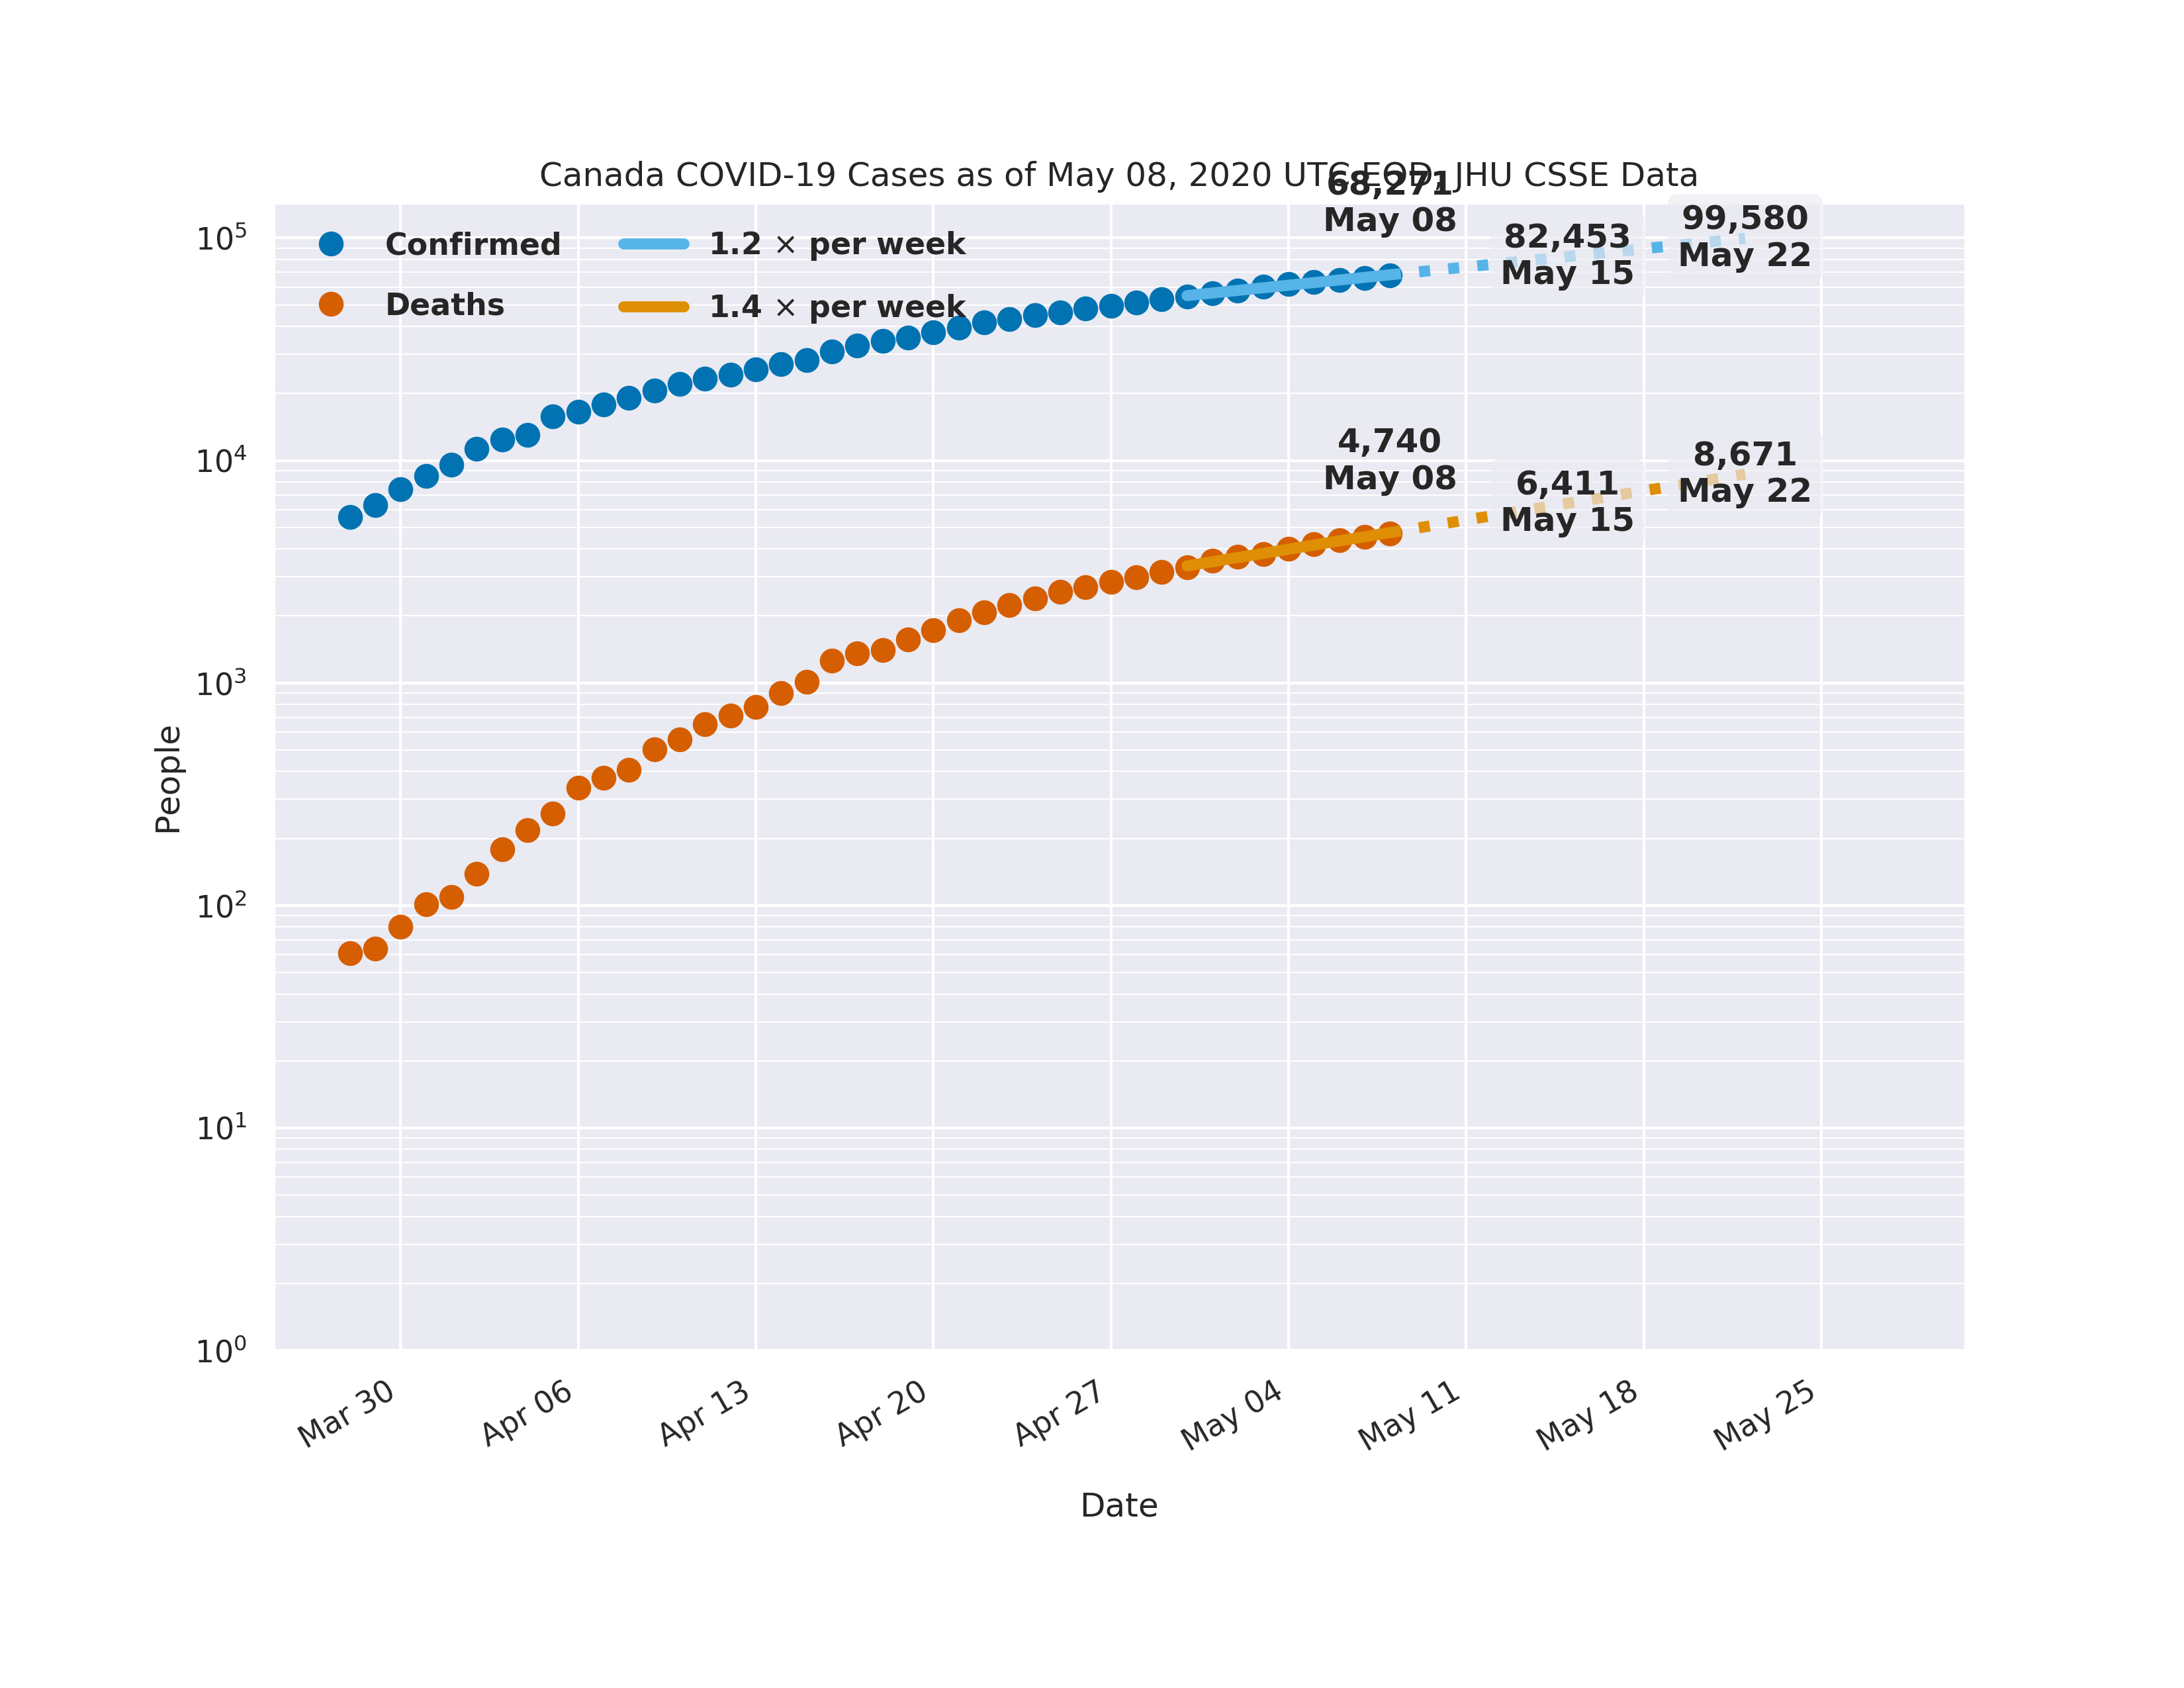 Canada COVID-19 Cases as of May 08, 2020 UTC EOD, JHU CSSE Data
68,271
May 08
82,453
May 15
99,580
May 22
Confirmed
Deaths
1.2 × per week
1.4 × per week
4,740
May 08
6,411
May 15
8,671
May 22
People
10⁵
10⁴
10³
10²
10¹
10⁰
Mar 30
Apr 06
Apr 13
Apr 20
Apr 27
May 04
May 11
May 18
May 25
Date